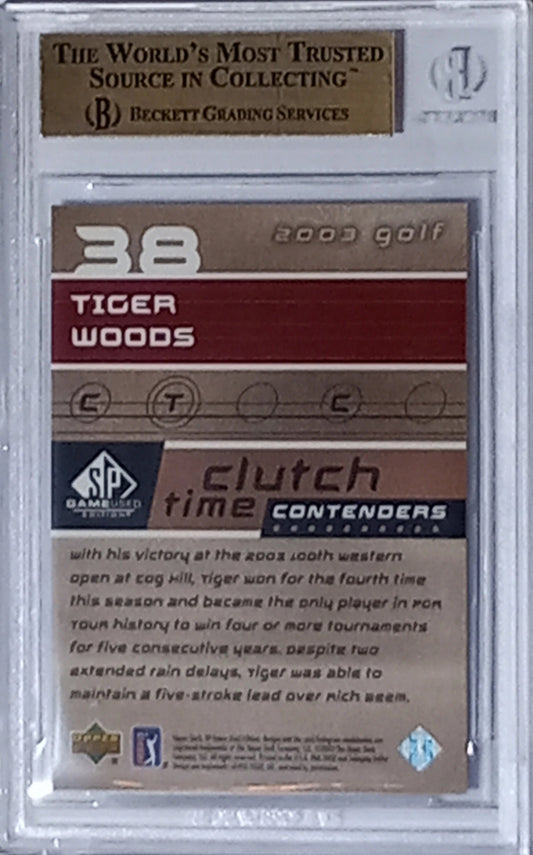 THE WORLD'S MOST TRUSTED
SOURCE IN COLLECTING™
(B) BECKETT GRADING SERVICES
38
2003 golf
TIGER
WOODS
C T C
SP
GAMEUSED
EDITION
clutch
time CONTENDERS
with his victory at the 2003 100th western
open at cog Hill, Tiger won for the fourth time
this season and became the only player in PGA
TOUR history to win four or more tournaments
for five consecutive years. Despite two
extended rain delays, Tiger was able to
maintain a five-stroke lead over Rich Beem.
UPPER
DECK